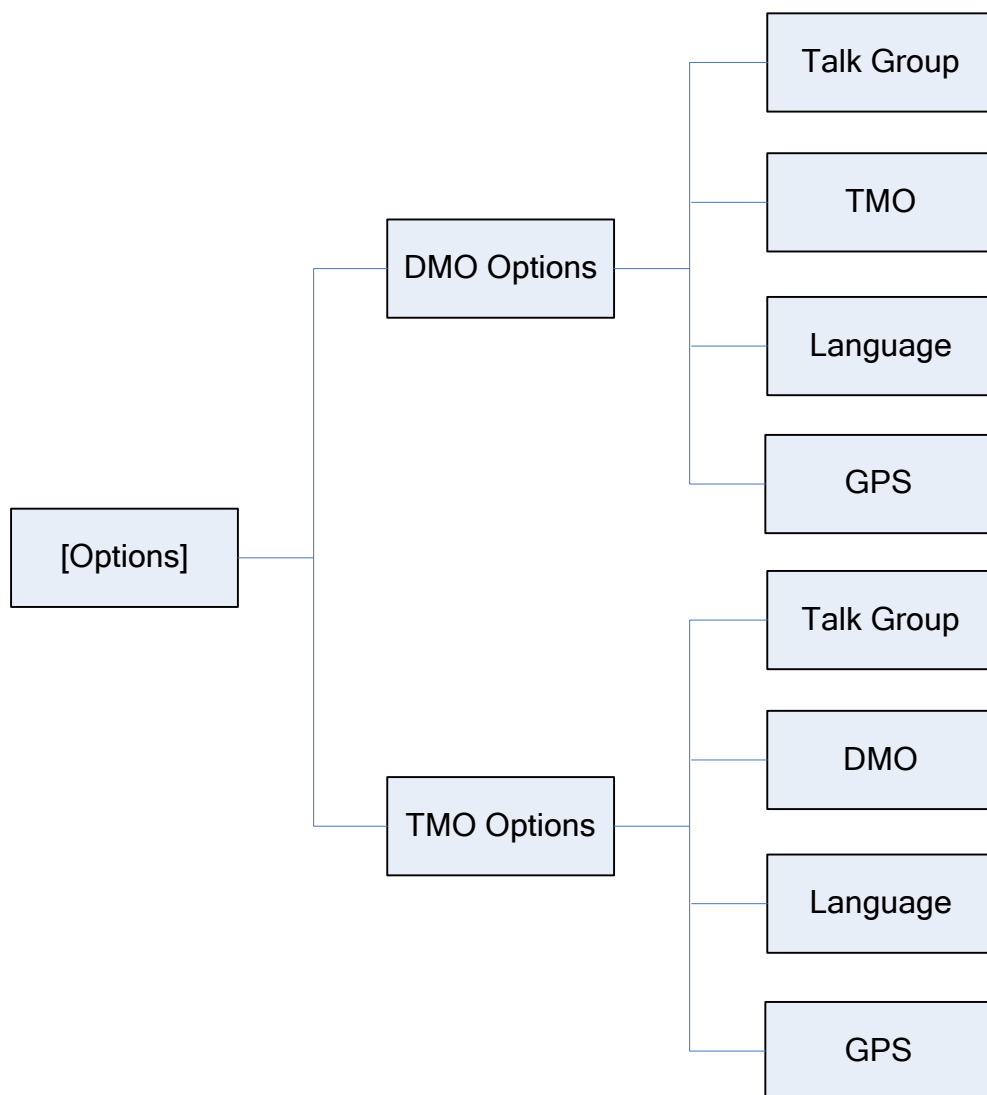 [Options]
DMO Options
Talk Group
TMO
Language
GPS
TMO Options
Talk Group
DMO
Language
GPS